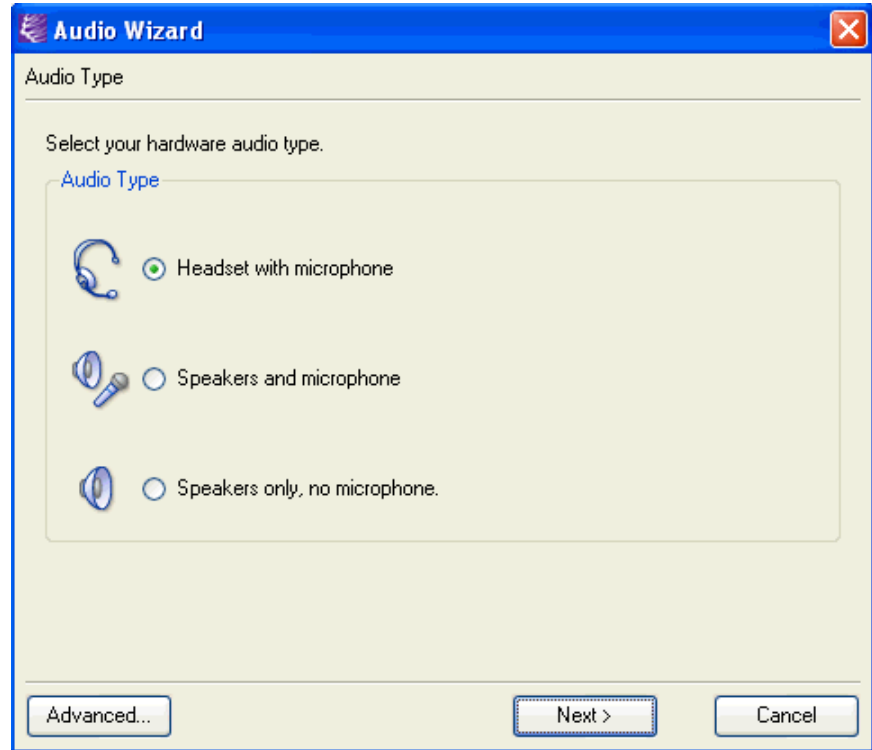 Audio Wizard
Audio Type
Select your hardware audio type.
Audio Type
Headset with microphone
Speakers and microphone
Speakers only, no microphone.
Advanced... Next > Cancel